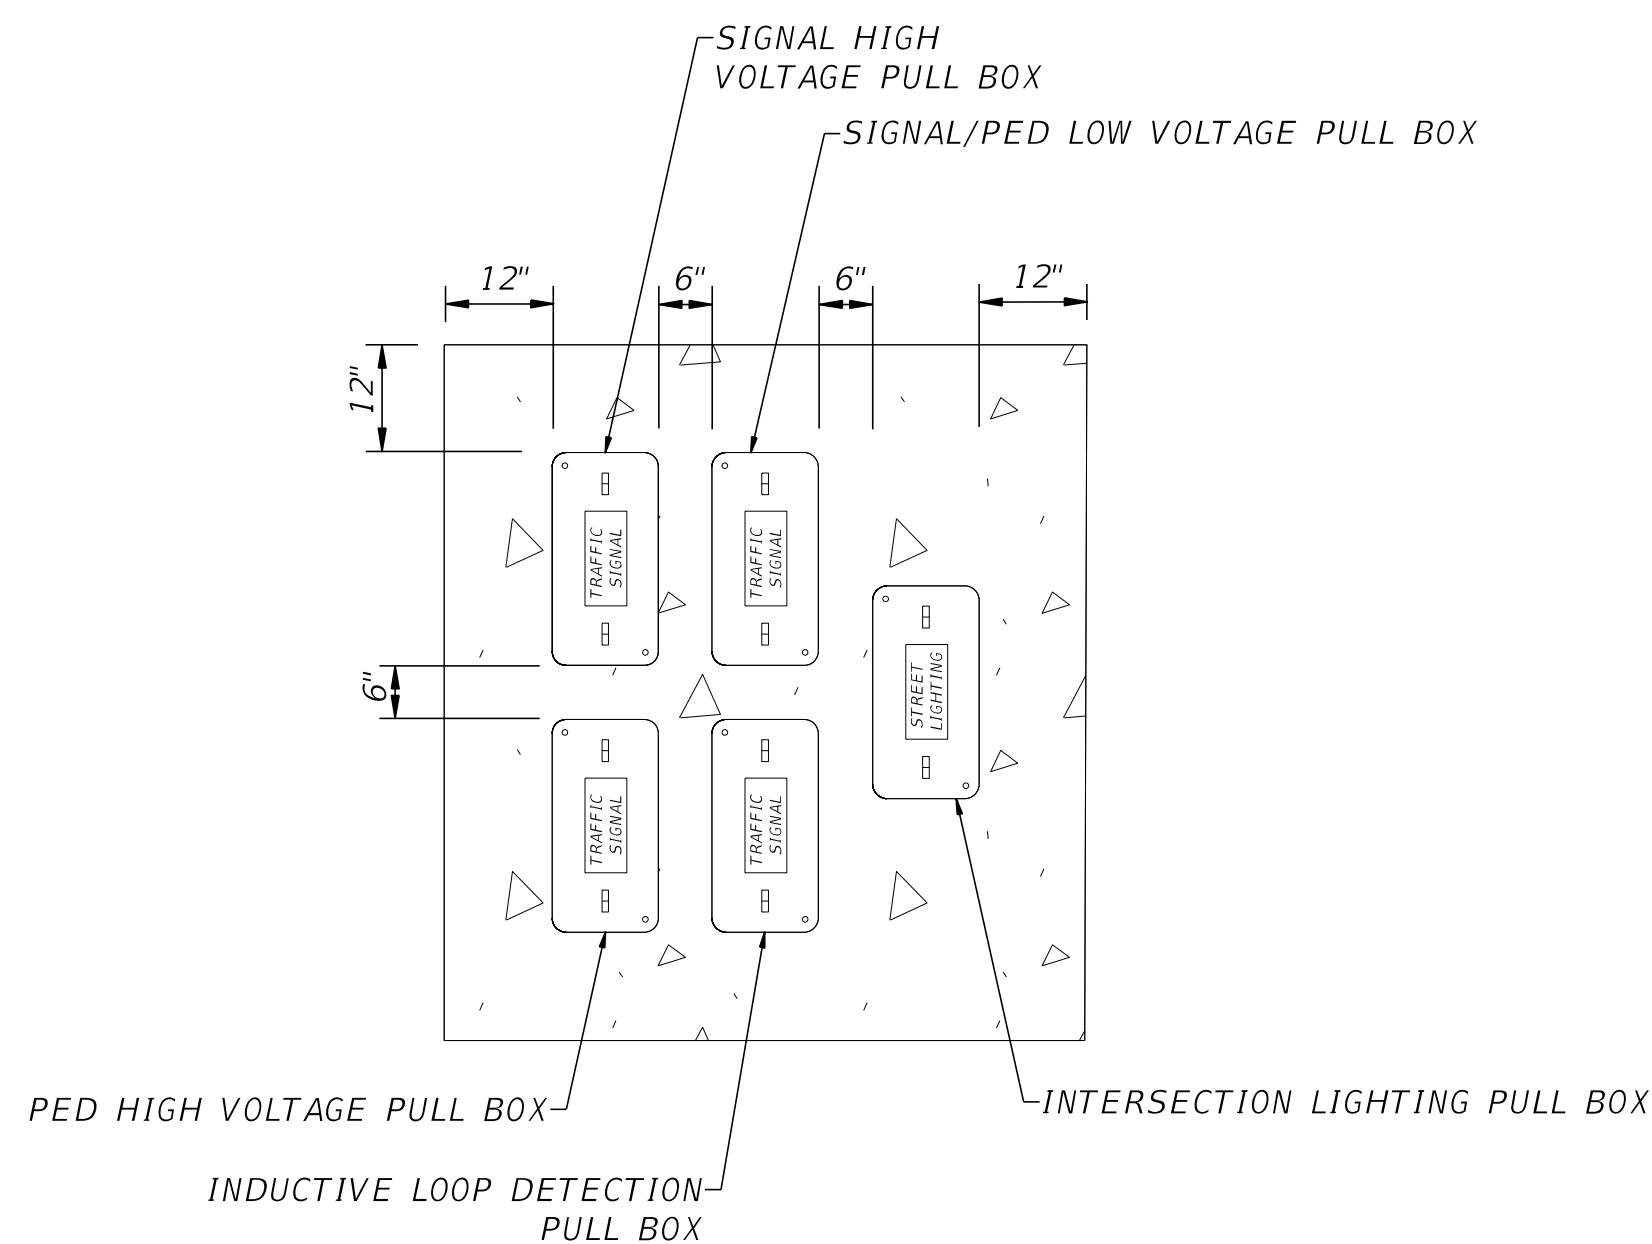 SIGNAL HIGH
VOLTAGE PULL BOX
SIGNAL/PED LOW VOLTAGE PULL BOX
12"
6"
6"
12"
12"
TRAFFIC
SIGNAL
TRAFFIC
SIGNAL
STREET
LIGHTING
6"
TRAFFIC
SIGNAL
TRAFFIC
SIGNAL
PED HIGH VOLTAGE PULL BOX
INTERSECTION LIGHTING PULL BOX
INDUCTIVE LOOP DETECTION
PULL BOX